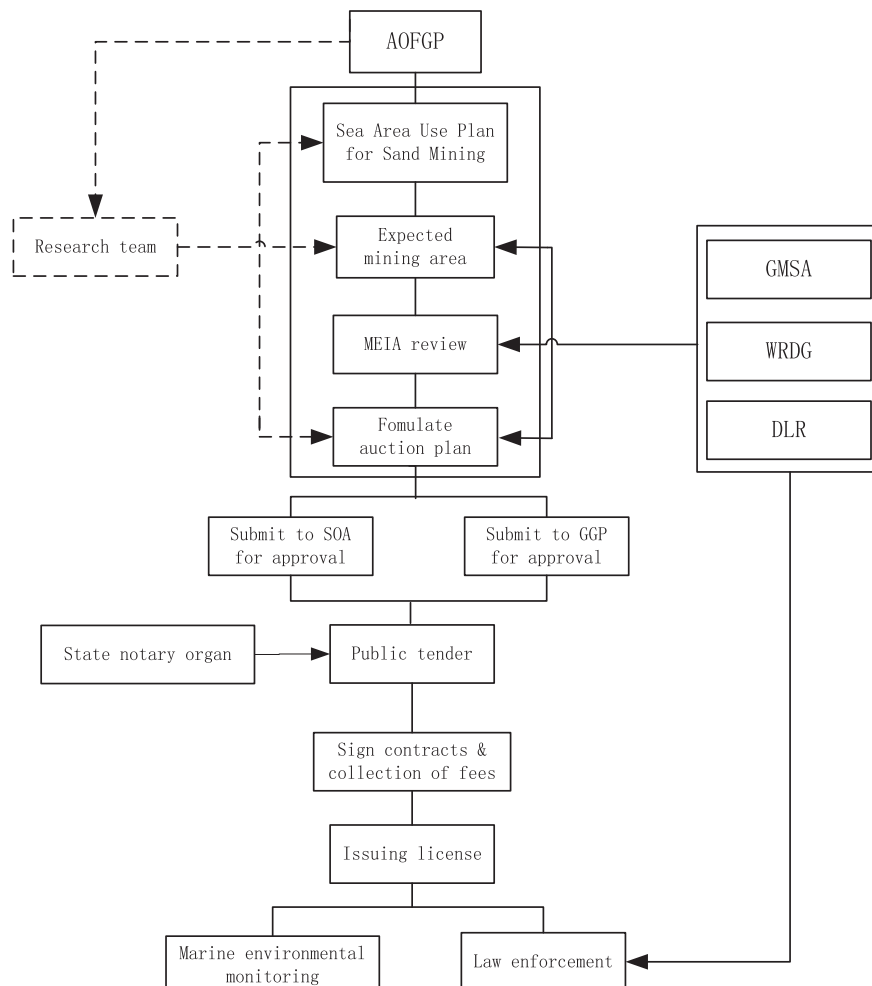 AOFGP
Sea Area Use Plan
for Sand Mining
Research team
Expected
mining area
GMSA
MEIA review
WRDG
Fomulate
auction plan
DLR
Submit to SOA
for approval
Submit to GGP
for approval
State notary organ
Public tender
Sign contracts &
collection of fees
Issuing license
Marine environmental
monitoring
Law enforcement